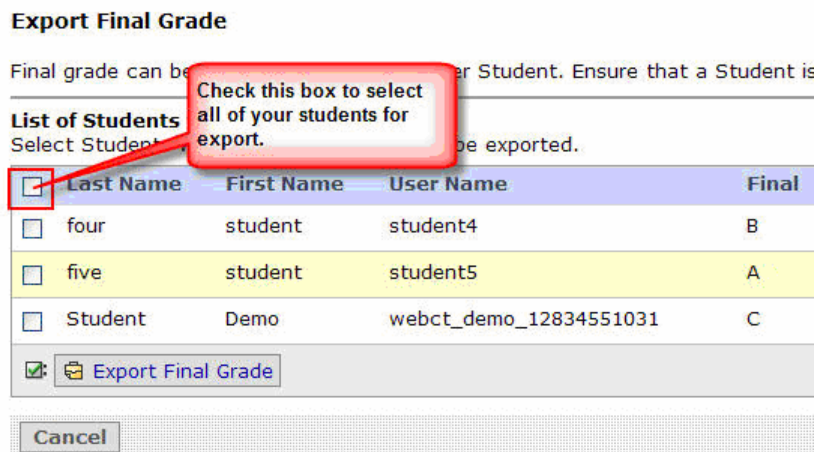 Export Final Grade
Final grade can be er Student. Ensure that a Student is
Check this box to select
all of your students for
export.
List of Students
Select Student be exported.
Last Name First Name User Name Final
four student student4 B
five student student5 A
Student Demo webct_demo_12834551031 C
Export Final Grade
Cancel